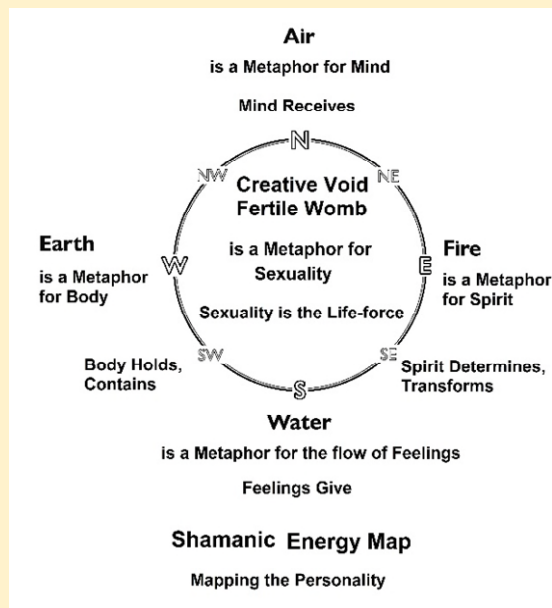 Air
is a Metaphor for Mind
Mind Receives
N
NW
NE
Creative Void
Fertile Womb
Earth
is a Metaphor
for Body
W
is a Metaphor for
Sexuality
E
Fire
is a Metaphor
for Spirit
Sexuality is the Life-force
Body Holds,
Contains
SW
SE
Spirit Determines,
Transforms
S
Water
is a Metaphor for the flow of Feelings
Feelings Give
Shamanic Energy Map
Mapping the Personality